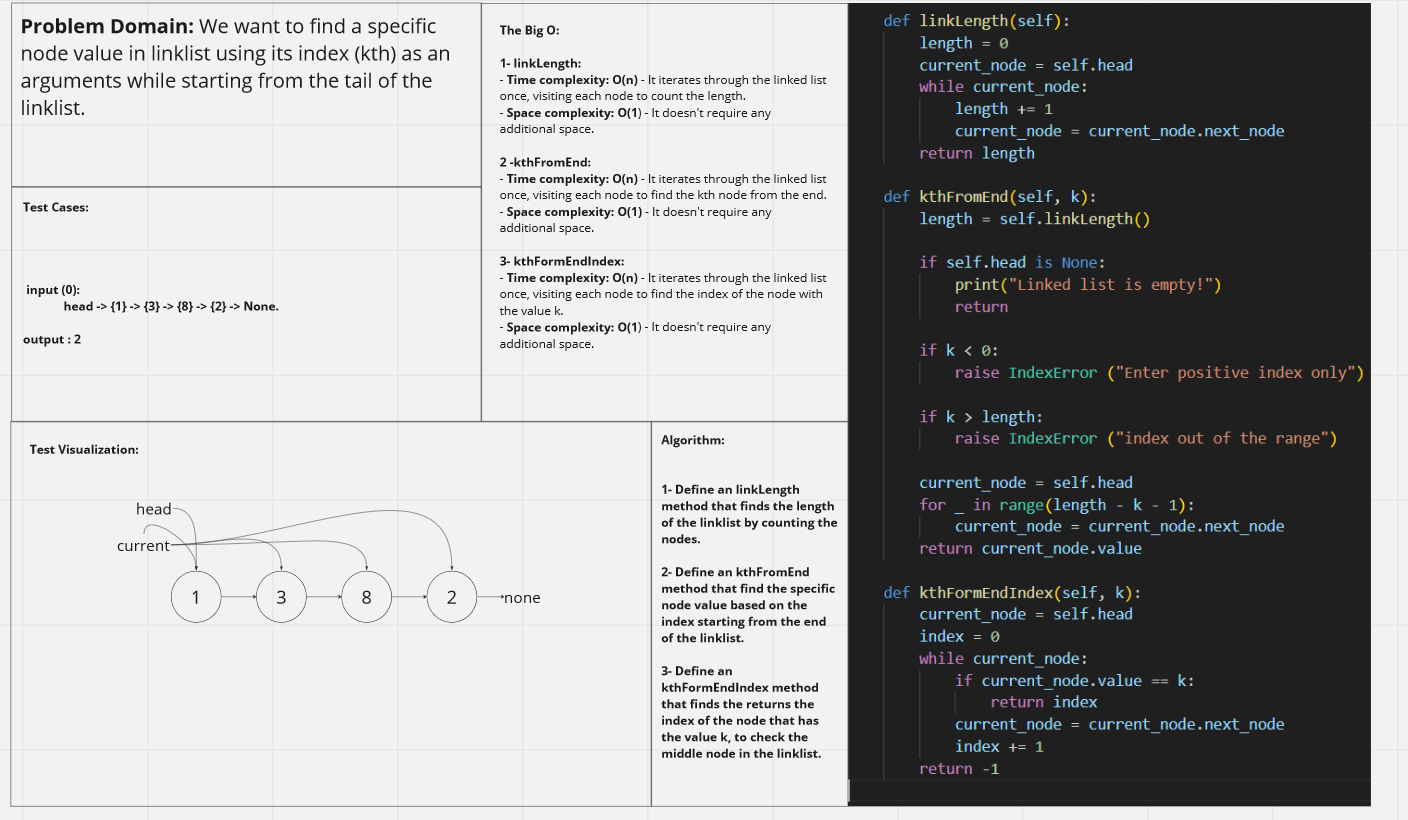 Problem Domain: We want to find a specific
node value in linklist using its index (kth) as an
arguments while starting from the tail of the
linklist.
Test Cases:
input (0):
head -> {1} -> {3} -> {8} -> {2} -> None.
output : 2
The Big O:
1- linkLength:
- Time complexity: O(n) - It iterates through the linked list
once, visiting each node to count the length.
- Space complexity: O(1) - It doesn't require any
additional space.
2 -kthFromEnd:
- Time complexity: O(n) - It iterates through the linked list
once, visiting each node to find the kth node from the end.
- Space complexity: O(1) - It doesn't require any
additional space.
3- kthFormEndIndex:
- Time complexity: O(n) - It iterates through the linked list
once, visiting each node to find the index of the node with
the value k.
- Space complexity: O(1) - It doesn't require any
additional space.
Test Visualization:
head
current
1
3
8
2
none
Algorithm:
1- Define an linkLength
method that finds the length
of the linklist by counting the
nodes.
2- Define an kthFromEnd
method that find the specific
node value based on the
index starting from the end
of the linklist.
3- Define an
kthFormEndIndex method
that finds the returns the
index of the node that has
the value k, to check the
middle node in the linklist.
def linkLength(self):
length = 0
current_node = self.head
while current_node:
length += 1
current_node = current_node.next_node
return length
def kthFromEnd(self, k):
length = self.linkLength()
if self.head is None:
print("Linked list is empty!")
return
if k < 0:
raise IndexError ("Enter positive index only")
if k > length:
raise IndexError ("index out of the range")
current_node = self.head
for _ in range(length - k - 1):
current_node = current_node.next_node
return current_node.value
def kthFormEndIndex(self, k):
current_node = self.head
index = 0
while current_node:
if current_node.value == k:
return index
current_node = current_node.next_node
index += 1
return -1